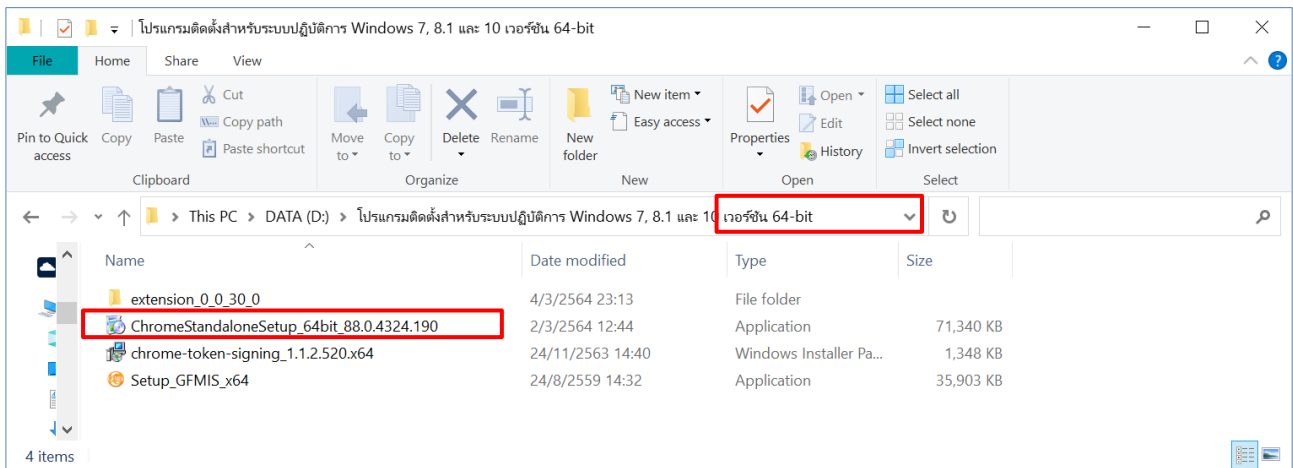 โปรแกรมติดตั้งสำหรับระบบปฏิบัติการ Windows 7, 8.1 และ 10 เวอร์ชัน 64-bit
File Home Share View
Pin to Quick access
Copy
Paste
Cut
Copy path
Paste shortcut
Clipboard
Move to
Copy to
Delete
Rename
Organize
New folder
New item
Easy access
New
Properties
Open
Edit
History
Open
Select all
Select none
Invert selection
Select
This PC > DATA (D:) > โปรแกรมติดตั้งสำหรับระบบปฏิบัติการ Windows 7, 8.1 และ 10 เวอร์ชัน 64-bit
Name Date modified Type Size
extension_0_0_30_0 4/3/2564 23:13 File folder
ChromeStandaloneSetup_64bit_88.0.4324.190 2/3/2564 12:44 Application 71,340 KB
chrome-token-signing_1.1.2.520.x64 24/11/2563 14:40 Windows Installer Pa... 1,348 KB
Setup_GFMIS_x64 24/8/2559 14:32 Application 35,903 KB
4 items